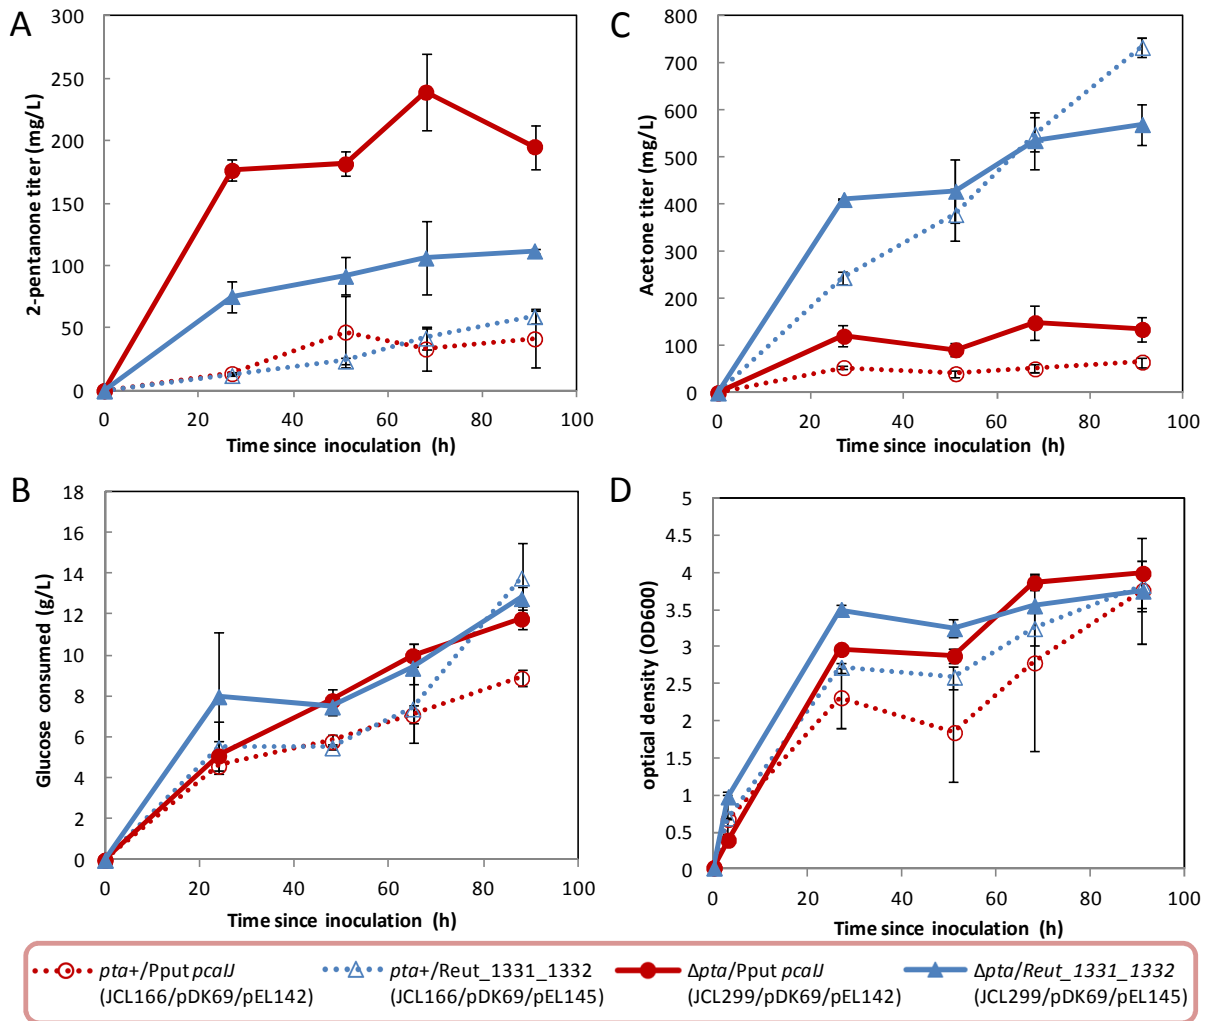 A
300
250
200
150
100
50
0
0 20 40 60 80 100
2-pentanone titer (mg/L)
Time since inoculation (h)
C
800
700
600
500
400
300
200
100
0
0 20 40 60 80 100
Acetone titer (mg/L)
Time since inoculation (h)
B
18
16
14
12
10
8
6
4
2
0
0 20 40 60 80 100
Glucose consumed (g/L)
Time since inoculation (h)
D
5
4.5
4
3.5
3
2.5
2
1.5
1
0.5
0
0 20 40 60 80 100
optical density (OD600)
Time since inoculation (h)
pta+/Pput pcaIJ
(JCL166/pDK69/pEL142)
pta+/Reut_1331_1332
(JCL166/pDK69/pEL145)
Δpta/Pput pcaIJ
(JCL299/pDK69/pEL142)
Δpta/Reut_1331_1332
(JCL299/pDK69/pEL145)